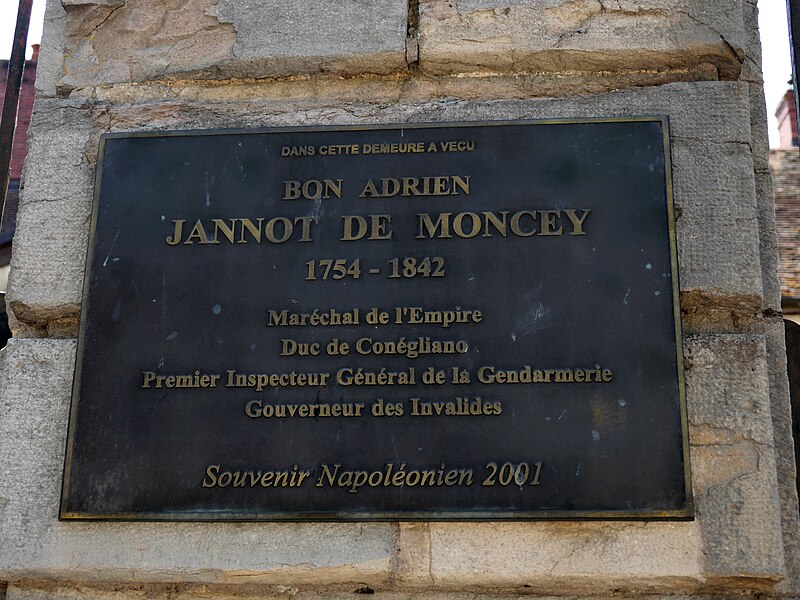 DANS CETTE DEMEURE A VECU
BON ADRIEN
JANNOT DE MONCEY
1754 - 1842
Maréchal de l'Empire
Duc de Conégliano
Premier Inspecteur Général de la Gendarmerie
Gouverneur des Invalides
Souvenir Napoléonien 2001